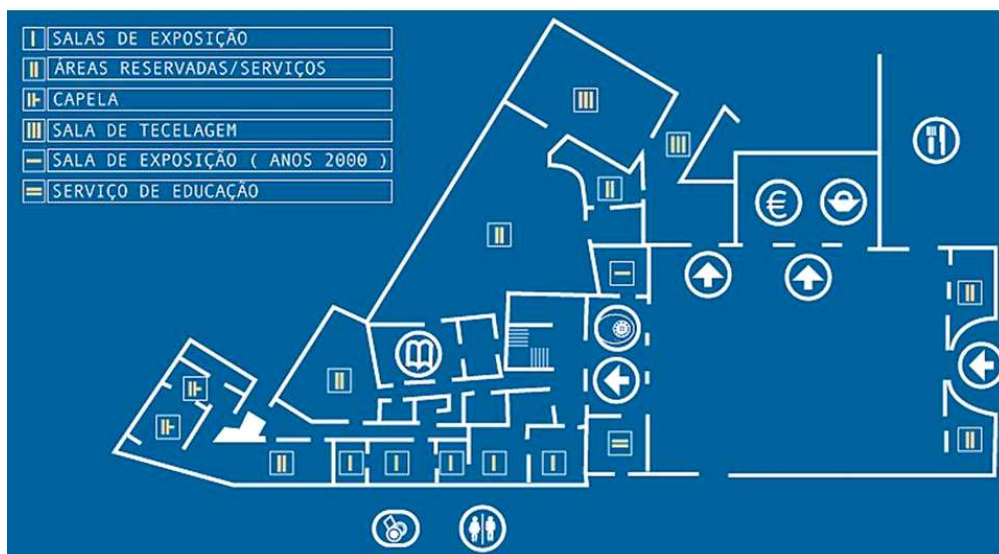 SALAS DE EXPOSIÇÃO
ÁREAS RESERVADAS/SERVIÇOS
CAPELA
SALA DE TECELAGEM
SALA DE EXPOSIÇÃO ( ANOS 2000 )
SERVIÇO DE EDUCAÇÃO
€